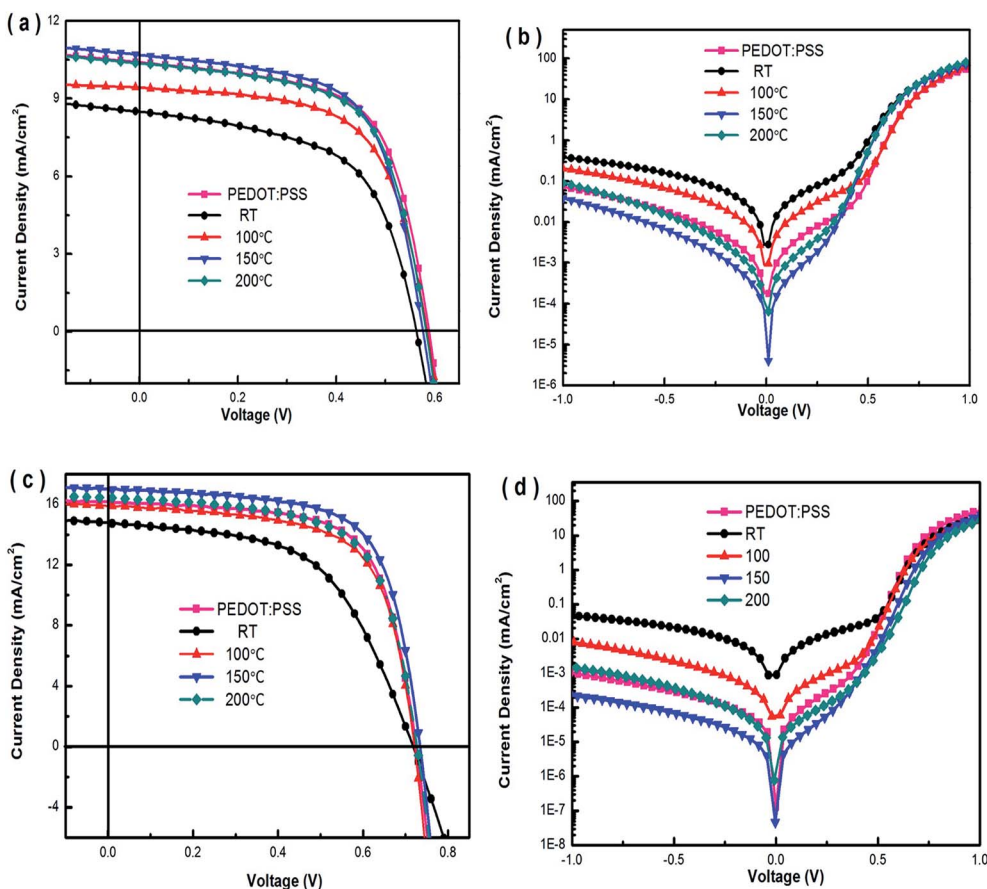 ( a )
12
9
6
3
0
Current Density (mA/cm²)
PEDOT:PSS
RT
100°C
150°C
200°C
0.0
0.2
0.4
0.6
Voltage (V)
( b )
100
10
1
0.1
0.01
1E-3
1E-4
1E-5
1E-6
Current Density (mA/cm²)
PEDOT:PSS
RT
100°C
150°C
200°C
-1.0
-0.5
0.0
0.5
1.0
Voltage (V)
( c )
16
12
8
4
0
-4
Current Density (mA/cm²)
PEDOT:PSS
RT
100°C
150°C
200°C
0.0
0.2
0.4
0.6
0.8
Voltage (V)
( d )
100
10
1
0.1
0.01
1E-3
1E-4
1E-5
1E-6
1E-7
1E-8
Current Density (mA/cm²)
PEDOT:PSS
RT
100
150
200
-1.0
-0.5
0.0
0.5
1.0
Voltage (V)